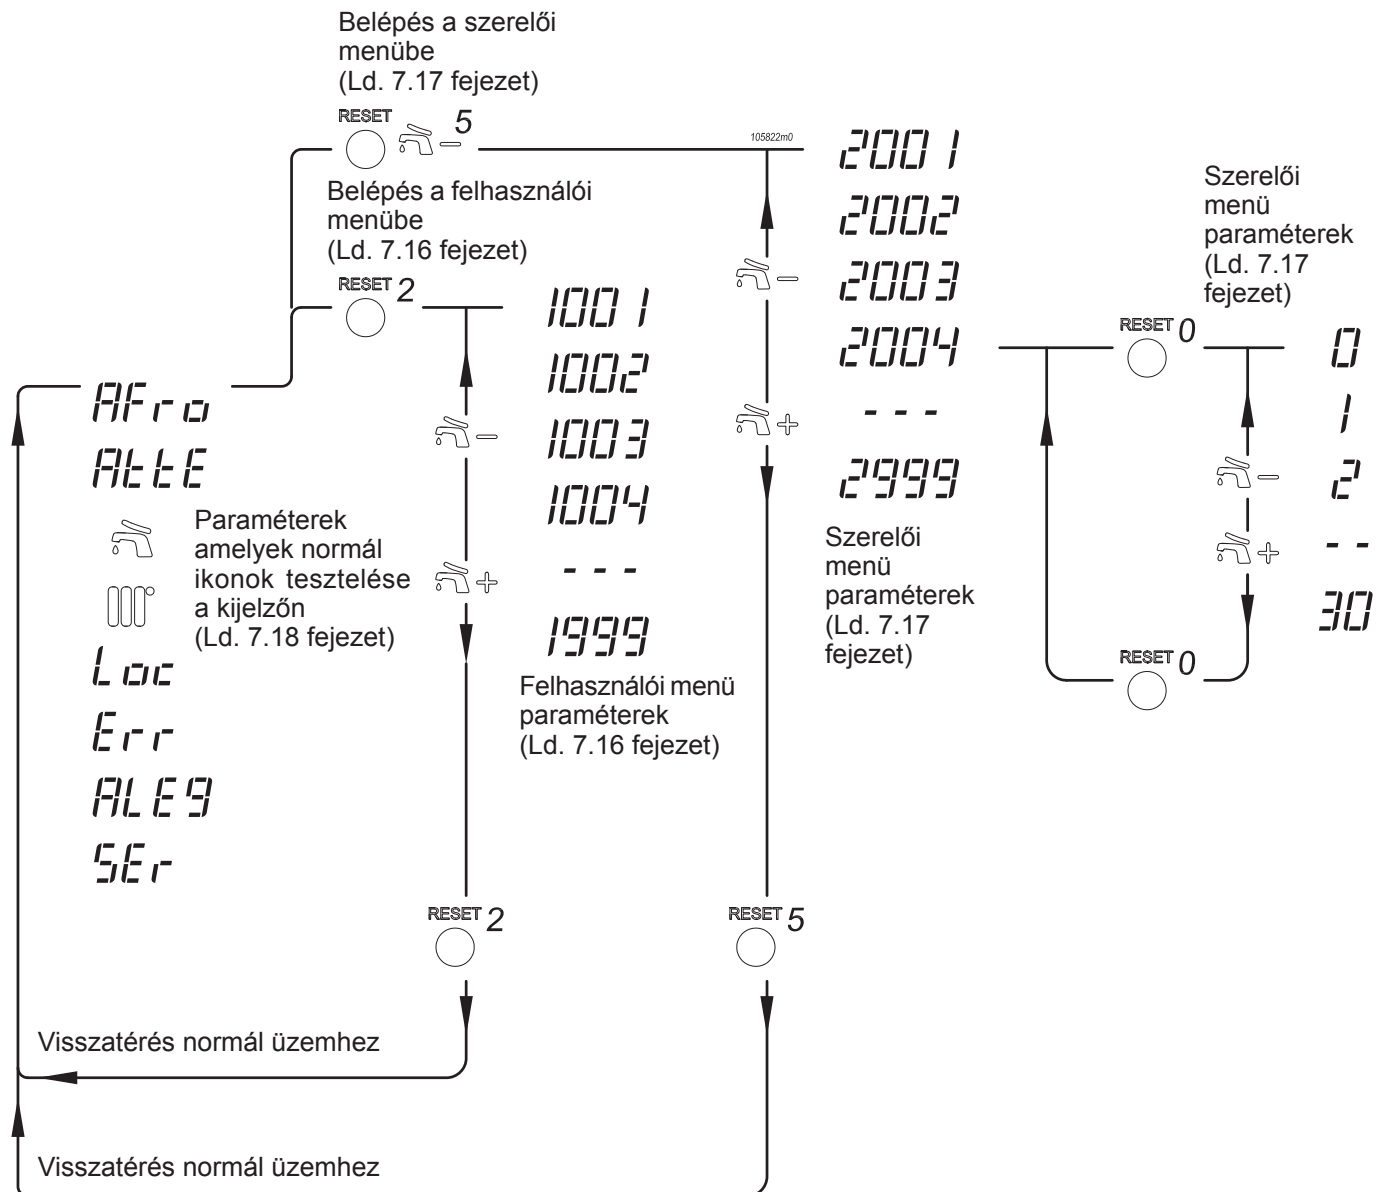 Belépés a szerelői
menübe
(Ld. 7.17 fejezet)
RESET 5
105822m0
Belépés a felhasználói
menübe
(Ld. 7.16 fejezet)
RESET 2
1001
1002
1003
1004
- - -
1999
Felhasználói menü
paraméterek
(Ld. 7.16 fejezet)
2001
2002
2003
2004
- - -
2999
Szerelői
menü
paraméterek
(Ld. 7.17
fejezet)
Szerelői
menü
paraméterek
(Ld. 7.17
fejezet)
RESET 0
0
1
2
- -
30
RESET 0
AFro
AttE
Paraméterek
amelyek normál
ikonok tesztelése
a kijelzőn
(Ld. 7.18 fejezet)
Loc
Err
ALE9
SEr
RESET 2
RESET 5
Visszatérés normál üzemhez
Visszatérés normál üzemhez